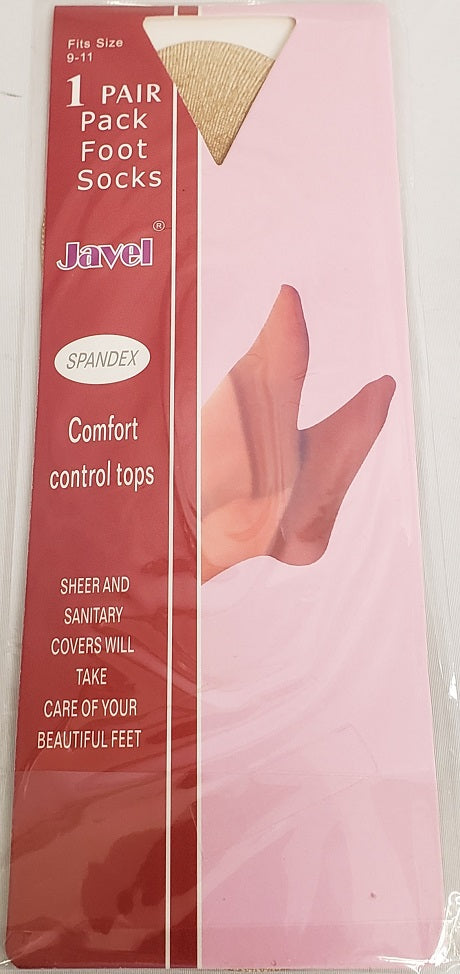 Fits Size
9-11
1 PAIR
Pack
Foot
Socks
Javel®
SPANDEX
Comfort
control tops
SHEER AND
SANITARY
COVERS WILL
TAKE
CARE OF YOUR
BEAUTIFUL FEET